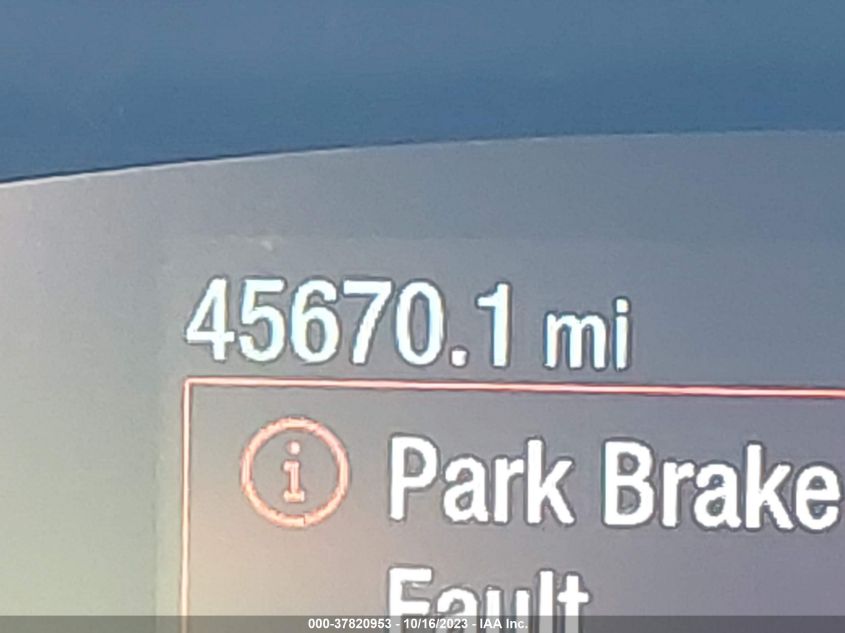 45670.1 mi
i Park Brake
Fault
000-37820953 - 10/16/2023 - IAA Inc.